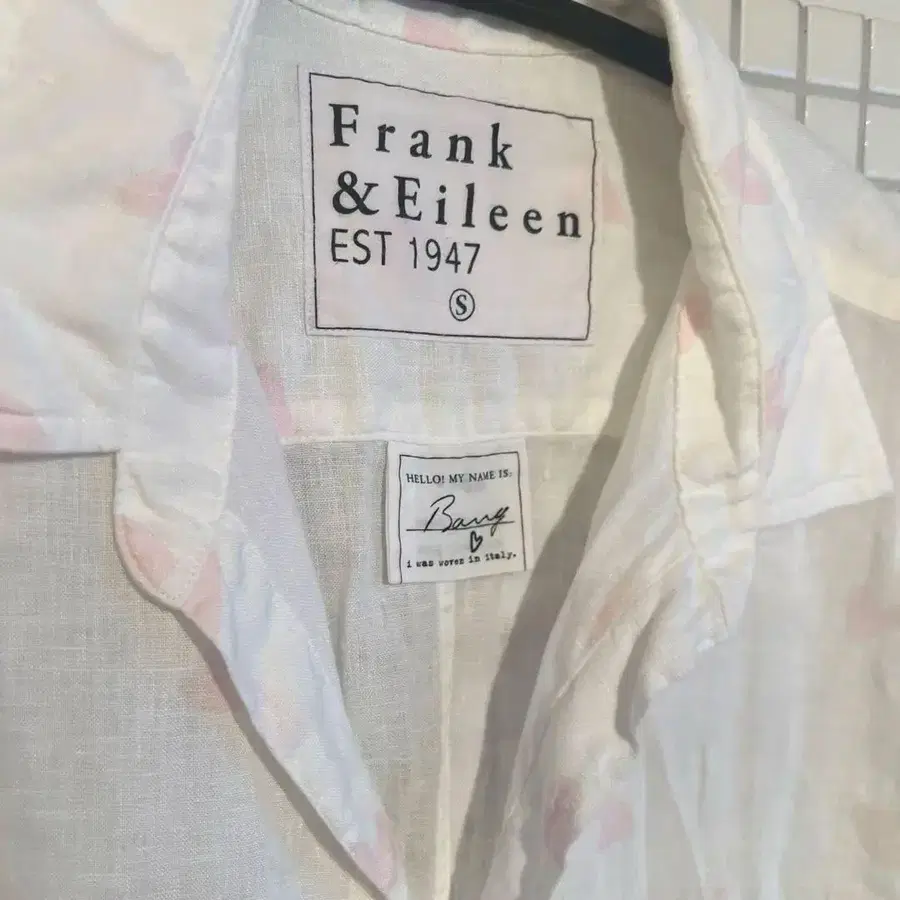 Frank
& Eileen
EST 1947
S
HELLO! MY NAME IS:
Barry
i was woven in italy.